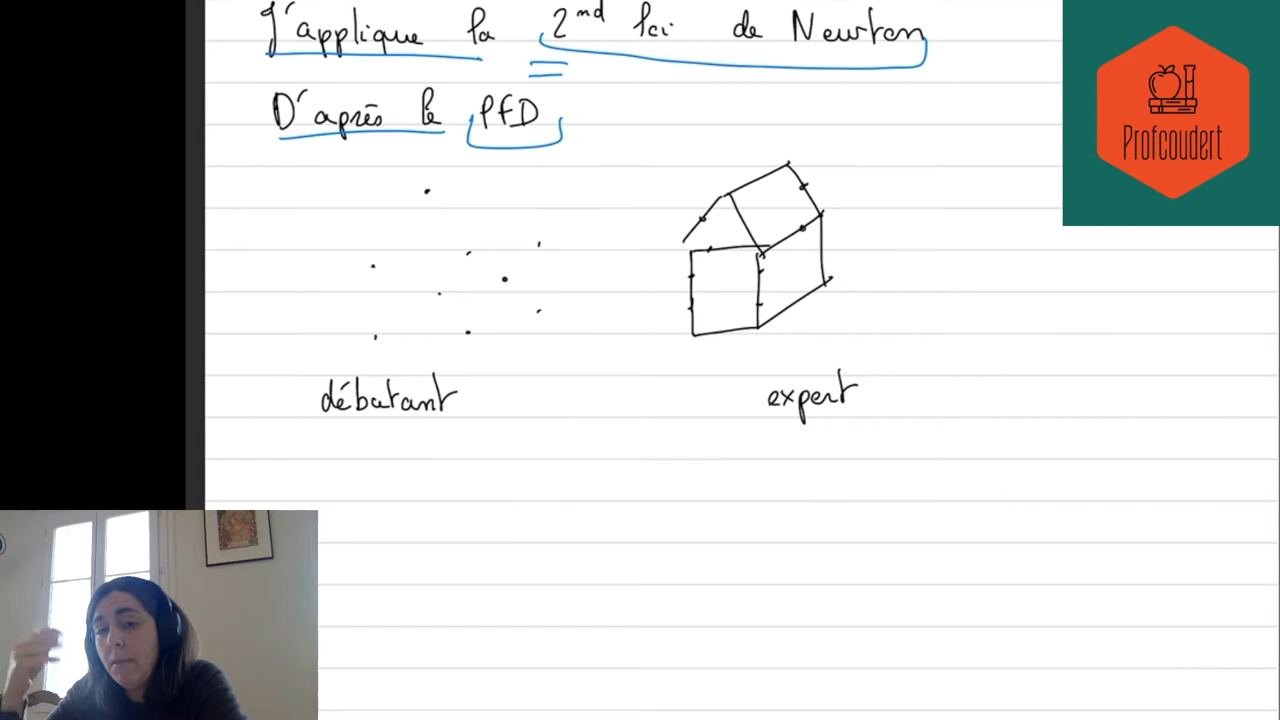 J'applique la 2nd loi de Newton
D'après le PFD
débutant
expert
Profcoudert